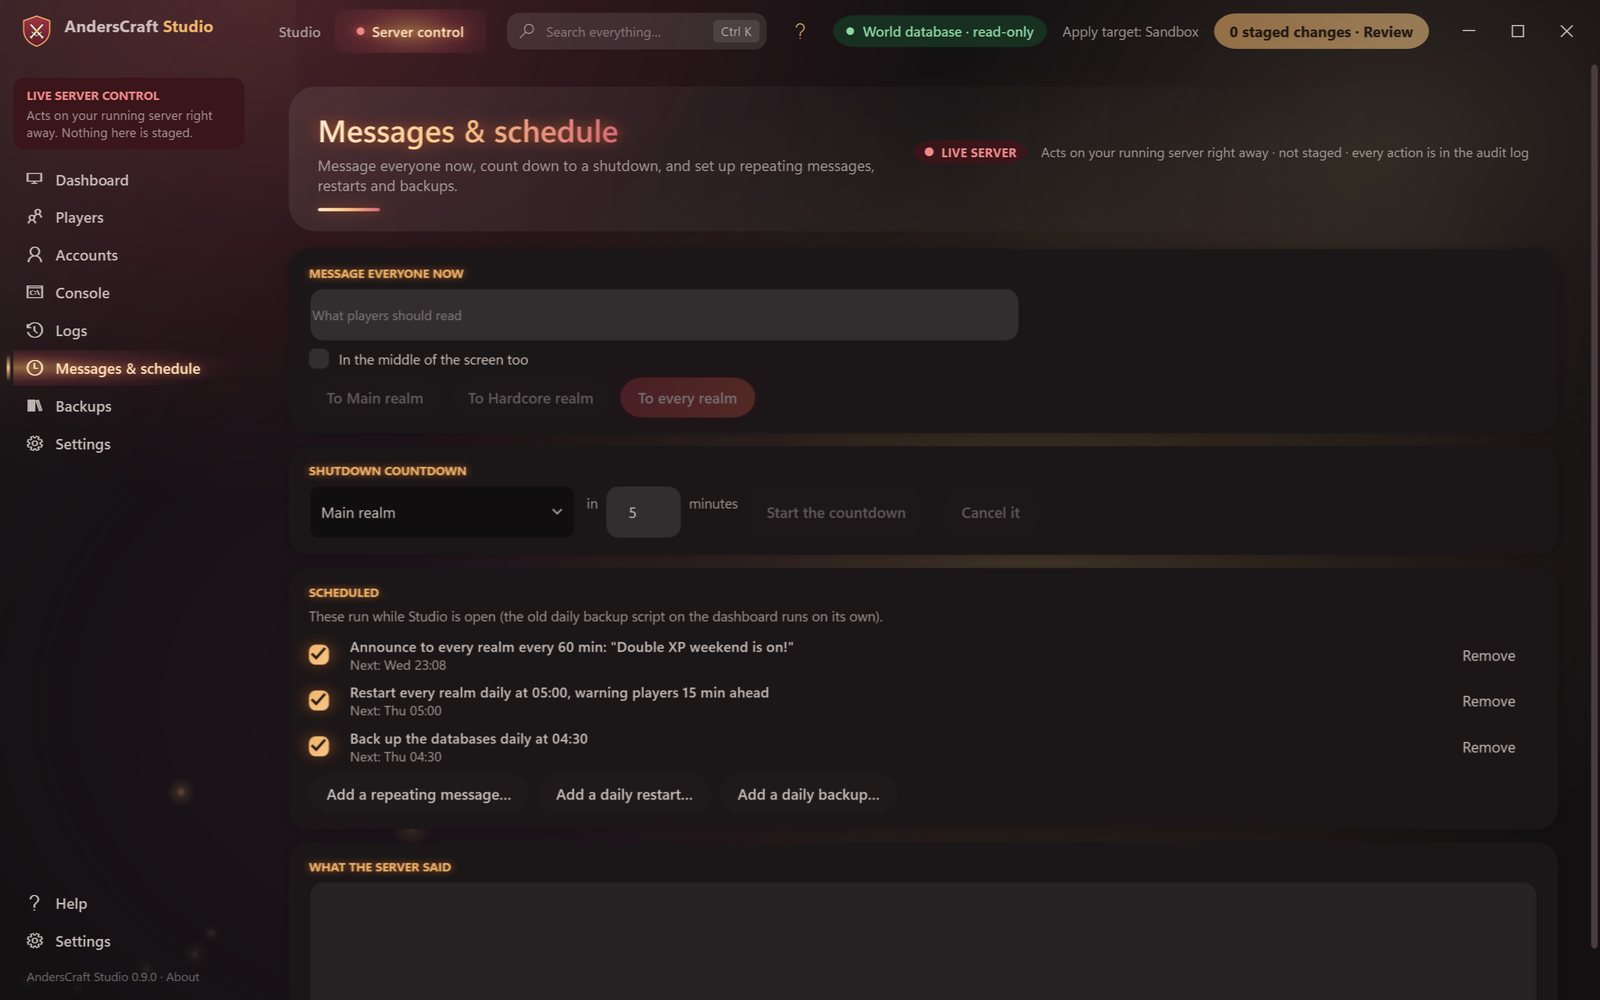 AndersCraft Studio
Studio
Server control
Search everything...
Ctrl K
?
World database · read-only
Apply target: Sandbox
0 staged changes · Review
LIVE SERVER CONTROL
Acts on your running server right
away. Nothing here is staged.
Dashboard
Players
Accounts
Console
Logs
Messages & schedule
Backups
Settings
Help
Settings
AndersCraft Studio 0.9.0 · About
Messages & schedule
Message everyone now, count down to a shutdown, and set up repeating messages,
restarts and backups.
LIVE SERVER
Acts on your running server right away · not staged · every action is in the audit log
MESSAGE EVERYONE NOW
What players should read
In the middle of the screen too
To Main realm
To Hardcore realm
To every realm
SHUTDOWN COUNTDOWN
Main realm
in
5
minutes
Start the countdown
Cancel it
SCHEDULED
These run while Studio is open (the old daily backup script on the dashboard runs on its own).
Announce to every realm every 60 min: "Double XP weekend is on!"
Next: Wed 23:08
Remove
Restart every realm daily at 05:00, warning players 15 min ahead
Next: Thu 05:00
Remove
Back up the databases daily at 04:30
Next: Thu 04:30
Remove
Add a repeating message...
Add a daily restart...
Add a daily backup...
WHAT THE SERVER SAID